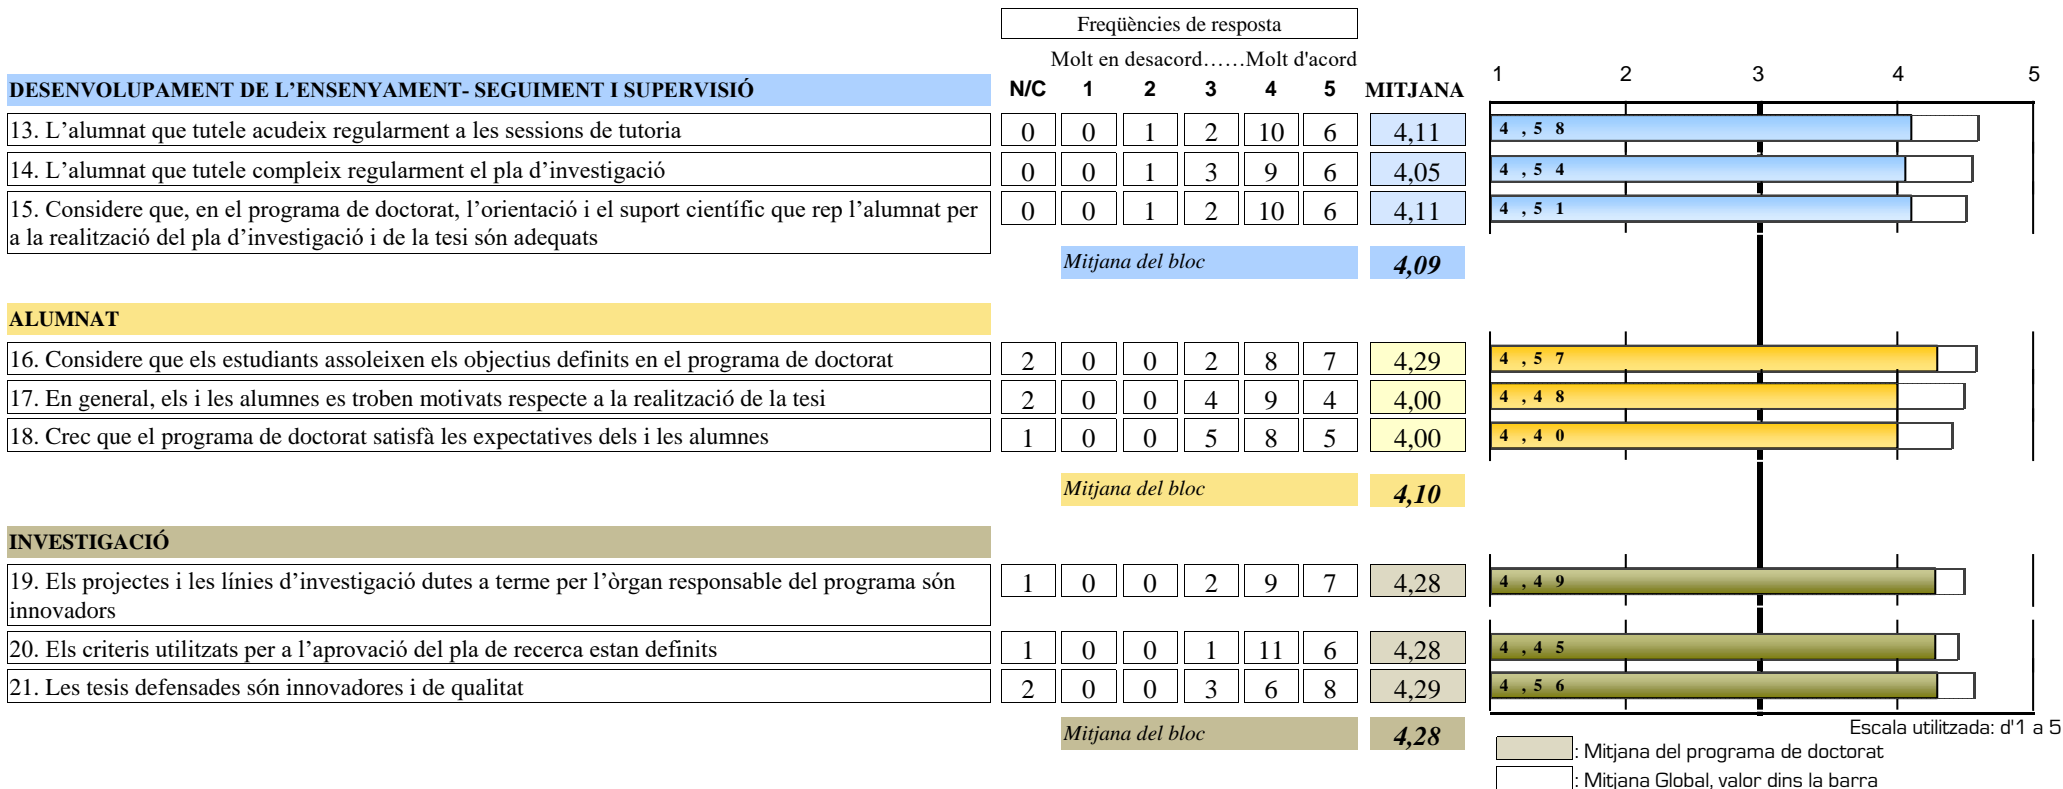 Freqüències de resposta
Molt en desacord……Molt d'acord
DESENVOLUPAMENT DE L’ENSENYAMENT- SEGUIMENT I SUPERVISIÓ N/C 1 2 3 4 5 MITJANA 1 2 3 4 5
13. L’alumnat que tutele acudeix regularment a les sessions de tutoria 0 0 1 2 10 6 4,11 4,58
14. L’alumnat que tutele compleix regularment el pla d’investigació 0 0 1 3 9 6 4,05 4,54
15. Considere que, en el programa de doctorat, l’orientació i el suport científic que rep l’alumnat per 0 0 1 2 10 6 4,11 4,51
a la realització del pla d’investigació i de la tesi són adequats
Mitjana del bloc 4,09
ALUMNAT
16. Considere que els estudiants assoleixen els objectius definits en el programa de doctorat 2 0 0 2 8 7 4,29 4,57
17. En general, els i les alumnes es troben motivats respecte a la realització de la tesi 2 0 0 4 9 4 4,00 4,48
18. Crec que el programa de doctorat satisfà les expectatives dels i les alumnes 1 0 0 5 8 5 4,00 4,40
Mitjana del bloc 4,10
INVESTIGACIÓ
19. Els projectes i les línies d’investigació dutes a terme per l’òrgan responsable del programa són 1 0 0 2 9 7 4,28 4,49
innovadors
20. Els criteris utilitzats per a l’aprovació del pla de recerca estan definits 1 0 0 1 11 6 4,28 4,45
21. Les tesis defensades són innovadores i de qualitat 2 0 0 3 6 8 4,29 4,56
Mitjana del bloc 4,28
Escala utilitzada: d'1 a 5
: Mitjana del programa de doctorat
: Mitjana Global, valor dins la barra